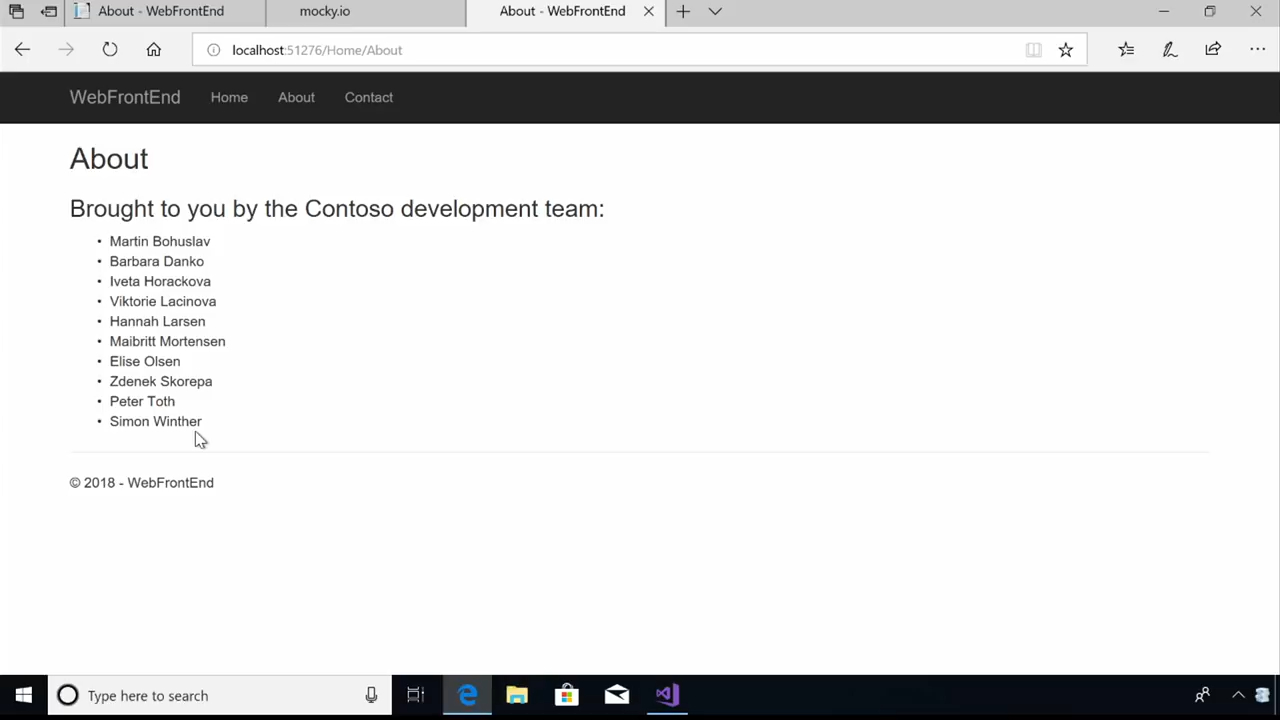 About - WebFrontEnd
mocky.io
About - WebFrontEnd
localhost:51276/Home/About
WebFrontEnd Home About Contact
About
Brought to you by the Contoso development team:
• Martin Bohuslav
• Barbara Danko
• Iveta Horackova
• Viktorie Lacinova
• Hannah Larsen
• Maibritt Mortensen
• Elise Olsen
• Zdenek Skorepa
• Peter Toth
• Simon Winther
© 2018 - WebFrontEnd
Type here to search